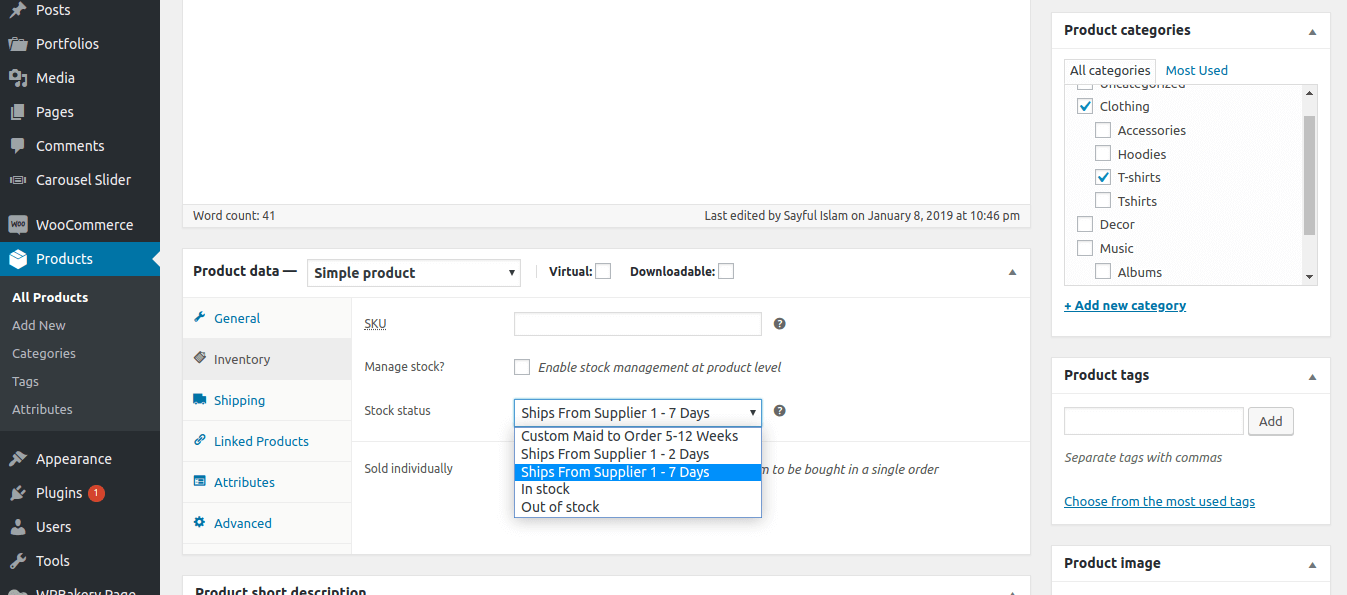 Posts
Portfolios
Media
Pages
Comments
Carousel Slider
WooCommerce
Products
All Products
Add New
Categories
Tags
Attributes
Appearance
Plugins 1
Users
Tools
WPBakery Page
Word count: 41
Last edited by Sayful Islam on January 8, 2019 at 10:46 pm
Product data — Simple product Virtual: Downloadable:
General
Inventory
Shipping
Linked Products
Attributes
Advanced
SKU
Manage stock? Enable stock management at product level
Stock status Ships From Supplier 1 - 7 Days
Custom Maid to Order 5-12 Weeks
Ships From Supplier 1 - 2 Days
Ships From Supplier 1 - 7 Days
In stock
Out of stock
Sold individually to be bought in a single order
Product short description
Product categories
All categories Most Used
Uncategorized
Clothing
Accessories
Hoodies
T-shirts
Tshirts
Decor
Music
Albums
+ Add new category
Product tags
Add
Separate tags with commas
Choose from the most used tags
Product image